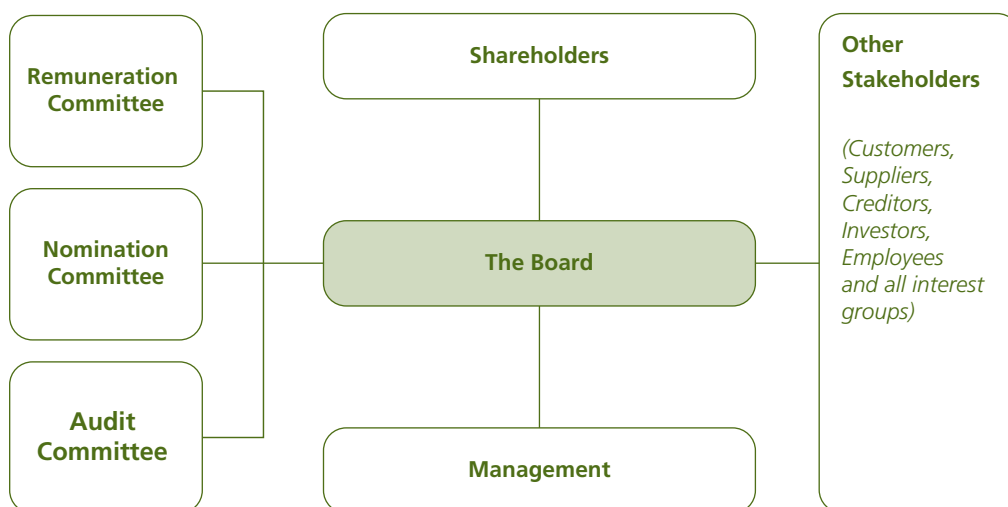 Remuneration
Committee
Nomination
Committee
Audit
Committee
Shareholders
The Board
Management
Other
Stakeholders
(Customers,
Suppliers,
Creditors,
Investors,
Employees
and all interest
groups)